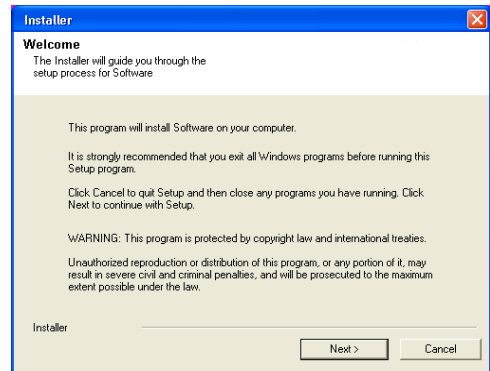 Installer
Welcome
The Installer will guide you through the
setup process for Software
This program will install Software on your computer.
It is strongly recommended that you exit all Windows programs before running this
Setup program.
Click Cancel to quit Setup and then close any programs you have running. Click
Next to continue with Setup.
WARNING: This program is protected by copyright law and international treaties.
Unauthorized reproduction or distribution of this program, or any portion of it, may
result in severe civil and criminal penalties, and will be prosecuted to the maximum
extent possible under the law.
Installer
Next >
Cancel